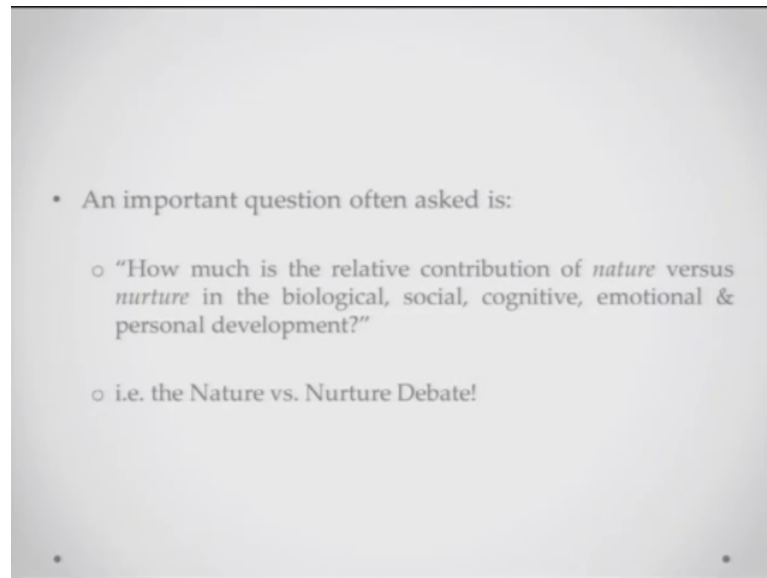 • An important question often asked is:
o "How much is the relative contribution of nature versus
nurture in the biological, social, cognitive, emotional &
personal development?"
o i.e. the Nature vs. Nurture Debate!